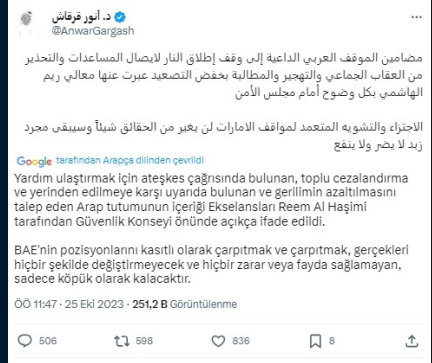 د. أنور قرقاش
@AnwarGargash
مضامين الموقف العربي الداعية إلى وقف إطلاق النار لايصال المساعدات والتحذير
من العقاب الجماعي والتهجير والمطالبة بخفض التصعيد عبرت عنها معالي ريم
الهاشمي بكل وضوح أمام مجلس الأمن
الاجتزاء والتشويه المتعمد لمواقف الامارات لن يغير من الحقائق شيئاً وسيبقى مجرد
زبد لا يضر ولا ينفع
Google tarafından Arapça dilinden çevrildi
Yardım ulaştırmak için ateşkes çağrısında bulunan, toplu cezalandırma
ve yerinden edilmeye karşı uyarıda bulunan ve gerilimin azaltılmasını
talep eden Arap tutumunun içeriği Ekselansları Reem Al Haşimi
tarafından Güvenlik Konseyi önünde açıkça ifade edildi.
BAE'nin pozisyonlarını kasıtlı olarak çarpıtmak ve çarpıtmak, gerçekleri
hiçbir şekilde değiştirmeyecek ve hiçbir zarar veya fayda sağlamayan,
sadece köpük olarak kalacaktır.
ÖÖ 11:47 · 25 Eki 2023 · 251,2 B Görüntülenme
506 598 836 8